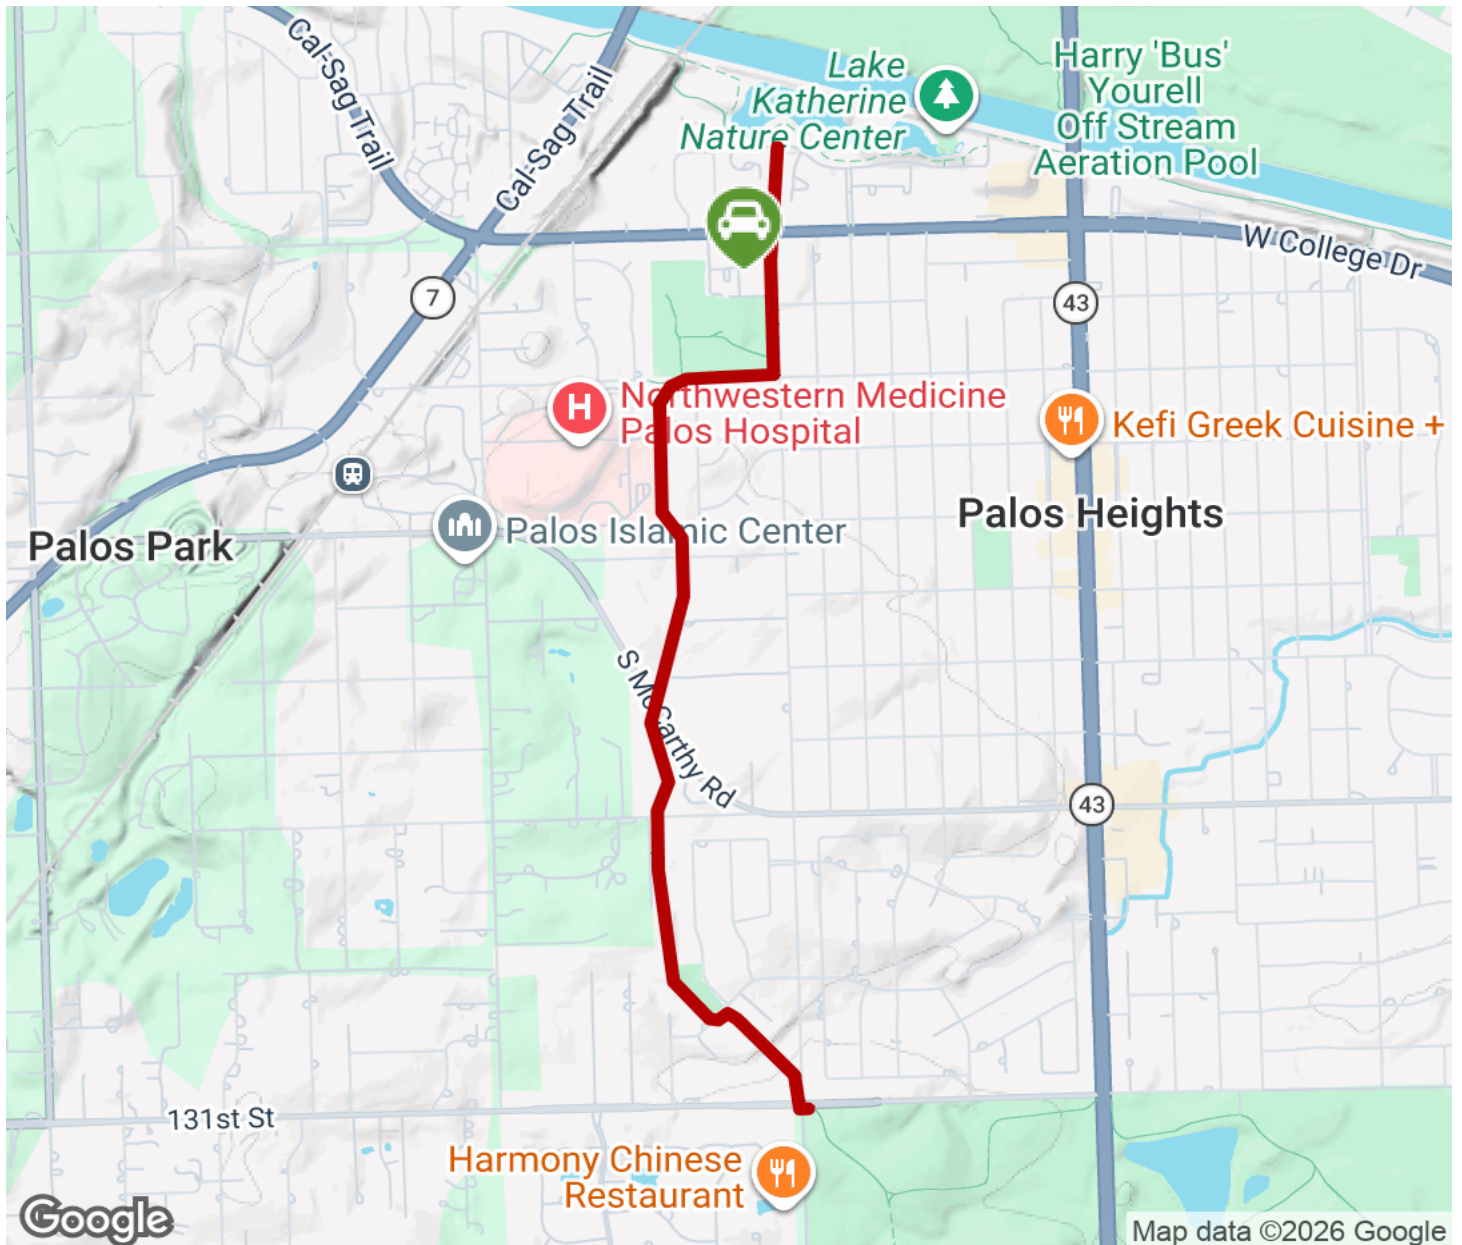 Cal-Sag Trail
Cal-Sag Trail
Lake
Katherine
Nature Center
Harry 'Bus'
Yourell
Off Stream
Aeration Pool
W College Dr
7
43
H
Northwestern Medicine
Palos Hospital
Kefi Greek Cuisine +
Palos Islamic Center
Palos Heights
Palos Park
S McCarthy Rd
43
131st St
Harmony Chinese
Restaurant
Google
Map data ©2026 Google